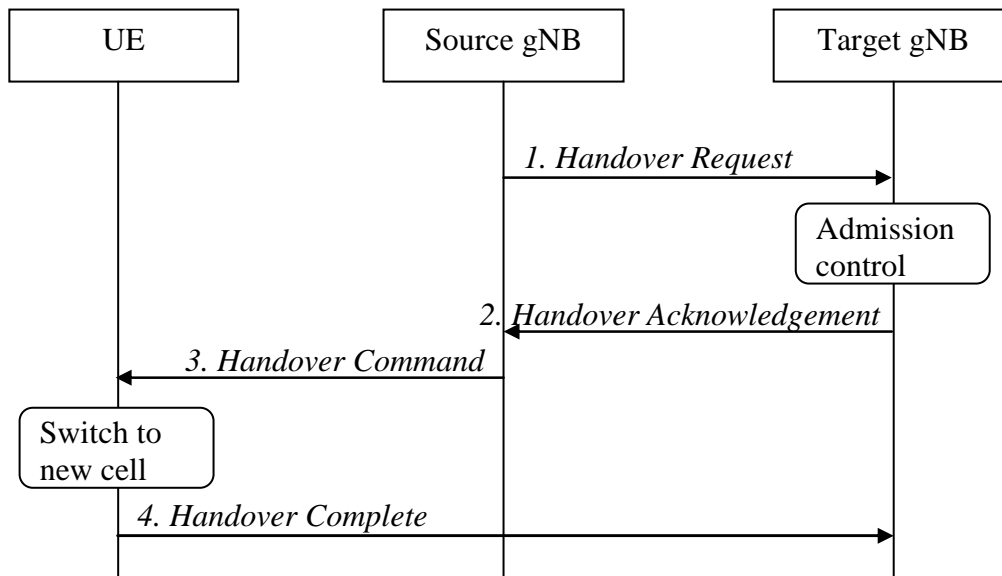 UE
Source gNB
Target gNB
1. Handover Request
Admission
control
2. Handover Acknowledgement
3. Handover Command
Switch to
new cell
4. Handover Complete